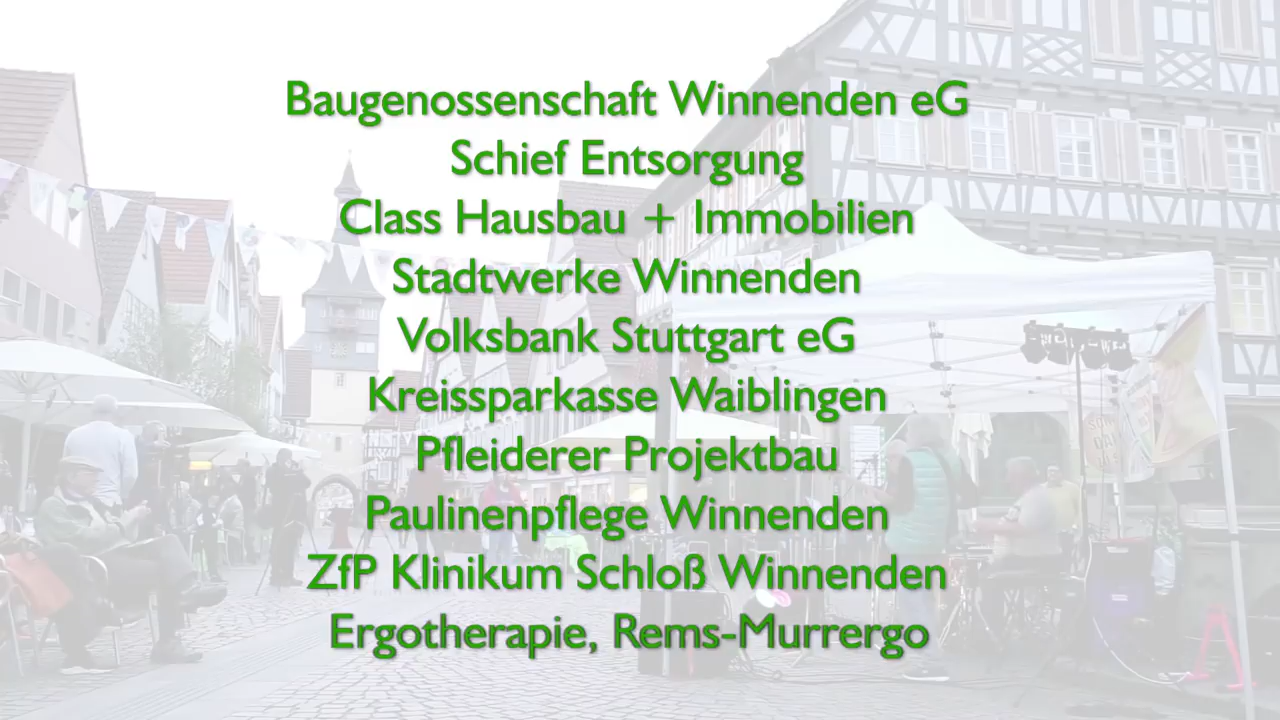 Baugenossenschaft Winnenden eG
Schief Entsorgung
Class Hausbau + Immobilien
Stadtwerke Winnenden
Volksbank Stuttgart eG
Kreissparkasse Waiblingen
Pfleiderer Projektbau
Paulinenpflege Winnenden
ZfP Klinikum Schloß Winnenden
Ergotherapie, Rems-Murrergo